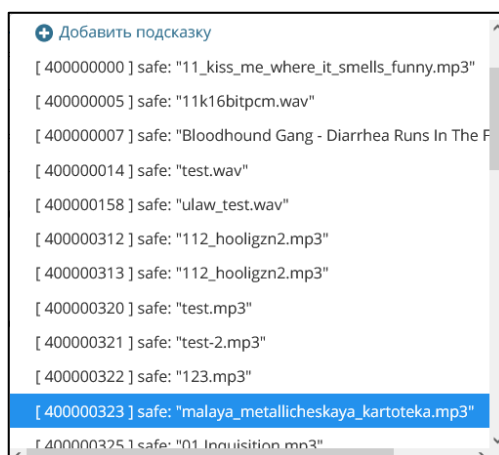 Добавить подсказку
[ 400000000 ] safe: "11_kiss_me_where_it_smells_funny.mp3"
[ 400000005 ] safe: "11k16bitpcm.wav"
[ 400000007 ] safe: "Bloodhound Gang - Diarrhea Runs In The F
[ 400000014 ] safe: "test.wav"
[ 400000158 ] safe: "ulaw_test.wav"
[ 400000312 ] safe: "112_hooligzn2.mp3"
[ 400000313 ] safe: "112_hooligzn2.mp3"
[ 400000320 ] safe: "test.mp3"
[ 400000321 ] safe: "test-2.mp3"
[ 400000322 ] safe: "123.mp3"
[ 400000323 ] safe: "malaya_metallicheskaya_kartoteka.mp3"
[ 400000325 ] safe: "01 Inquisition.mp3"